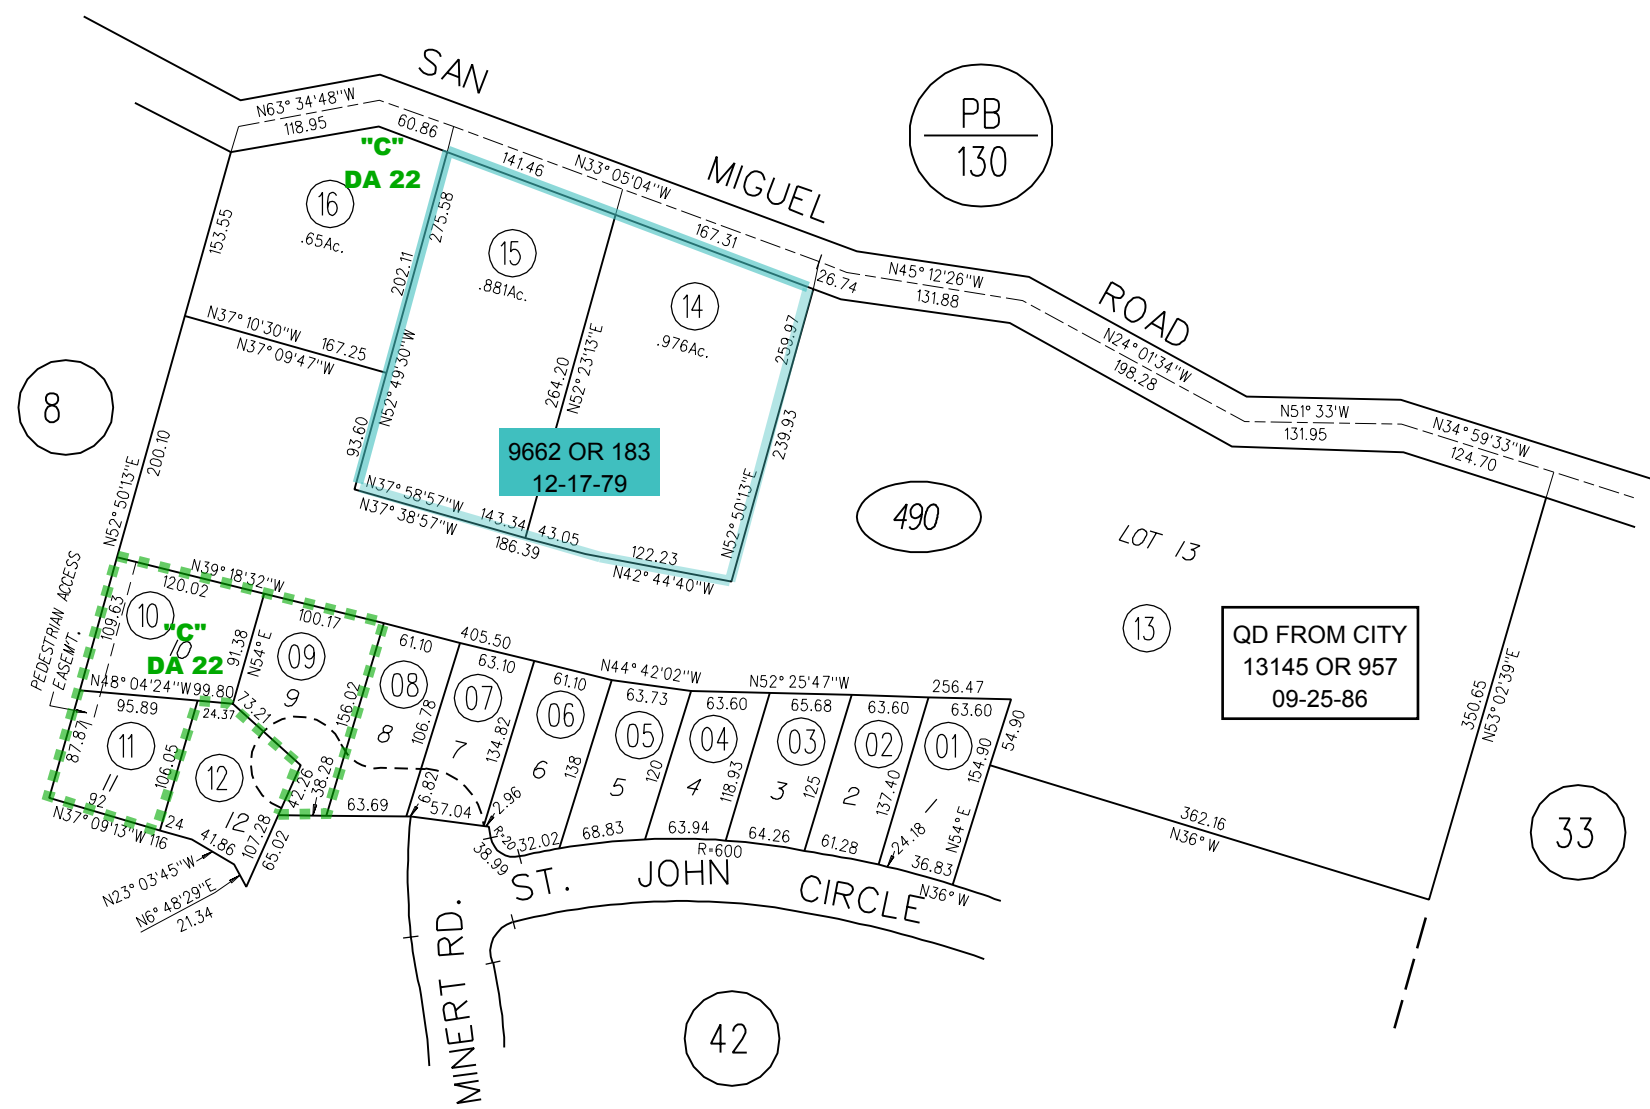 SAN
MIGUEL
ROAD
PB
130
N63° 34'48"W
118.95
60.86
"C"
DA 22
141.46
N33° 05'04"W
167.31
26.74
N45° 12'26"W
131.88
N24° 01'34"W
198.28
N51° 33'W
131.95
N34° 59'33"W
124.70
16
.65Ac.
153.55
275.58
202.11
15
.881Ac.
14
.976Ac.
259.97
N37° 10'30"W
167.25
N37° 09'47"W
N52° 49'30"W
93.60
264.20
N52° 23'13"E
239.93
N52° 50'13"E
8
200.10
N52° 50'13"E
9662 OR 183
12-17-79
N37° 58'57"W
N37° 38'57"W
143.34
43.05
186.39
122.23
N42° 44'40"W
490
LOT 13
13
QD FROM CITY
13145 OR 957
09-25-86
350.65
N53° 02'39"E
362.16
N36° W
33
PEDESTRIAN ACCESS
EASEM'T.
N39° 18'32"W
120.02
100.17
109.63
10
10
"C"
DA 22
91.38
N54° E
09
9
N48° 04'24"W
99.80
73.21
95.89
24.37
156.02
87.87
11
11
106.05
12
12
42.26
38.28
92
N37° 09'13"W
116
24
41.86
107.28
65.02
N23° 03'45"W
N6° 48'29"E
21.34
61.10
405.50
63.10
61.10
N44° 42'02"W
63.73
63.60
N52° 25'47"W
65.68
63.60
256.47
63.60
54.90
08
8
106.78
07
7
134.82
06
6
138
05
5
120
04
4
118.93
03
3
125
02
2
137.40
01
1
154.90
N54° E
63.69
6.82
57.04
2.96
R=20
38.99
32.02
68.83
63.94
R=600
64.26
61.28
24.18
36.83
N36° W
ST. JOHN CIRCLE
MINERT RD.
42